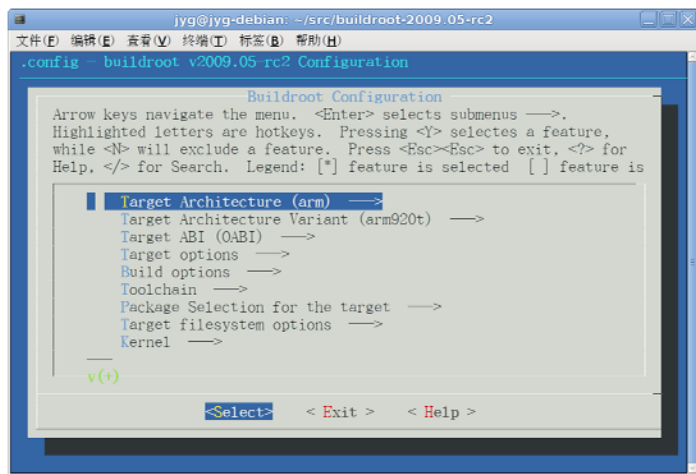 jyg@jyg-debian: ~/src/buildroot-2009.05-rc2
文件(F) 编辑(E) 查看(V) 终端(T) 标签(B) 帮助(H)
.config - buildroot v2009.05-rc2 Configuration
Buildroot Configuration
Arrow keys navigate the menu. <Enter> selects submenus --->.
Highlighted letters are hotkeys. Pressing <Y> selectes a feature,
while <N> will exclude a feature. Press <Esc><Esc> to exit, <?> for
Help, </> for Search. Legend: [*] feature is selected [ ] feature is
Target Architecture (arm) --->
Target Architecture Variant (arm920t) --->
Target ABI (OABI) --->
Target options --->
Build options --->
Toolchain --->
Package Selection for the target --->
Target filesystem options --->
Kernel --->
---
v(+)
<Select> < Exit > < Help >